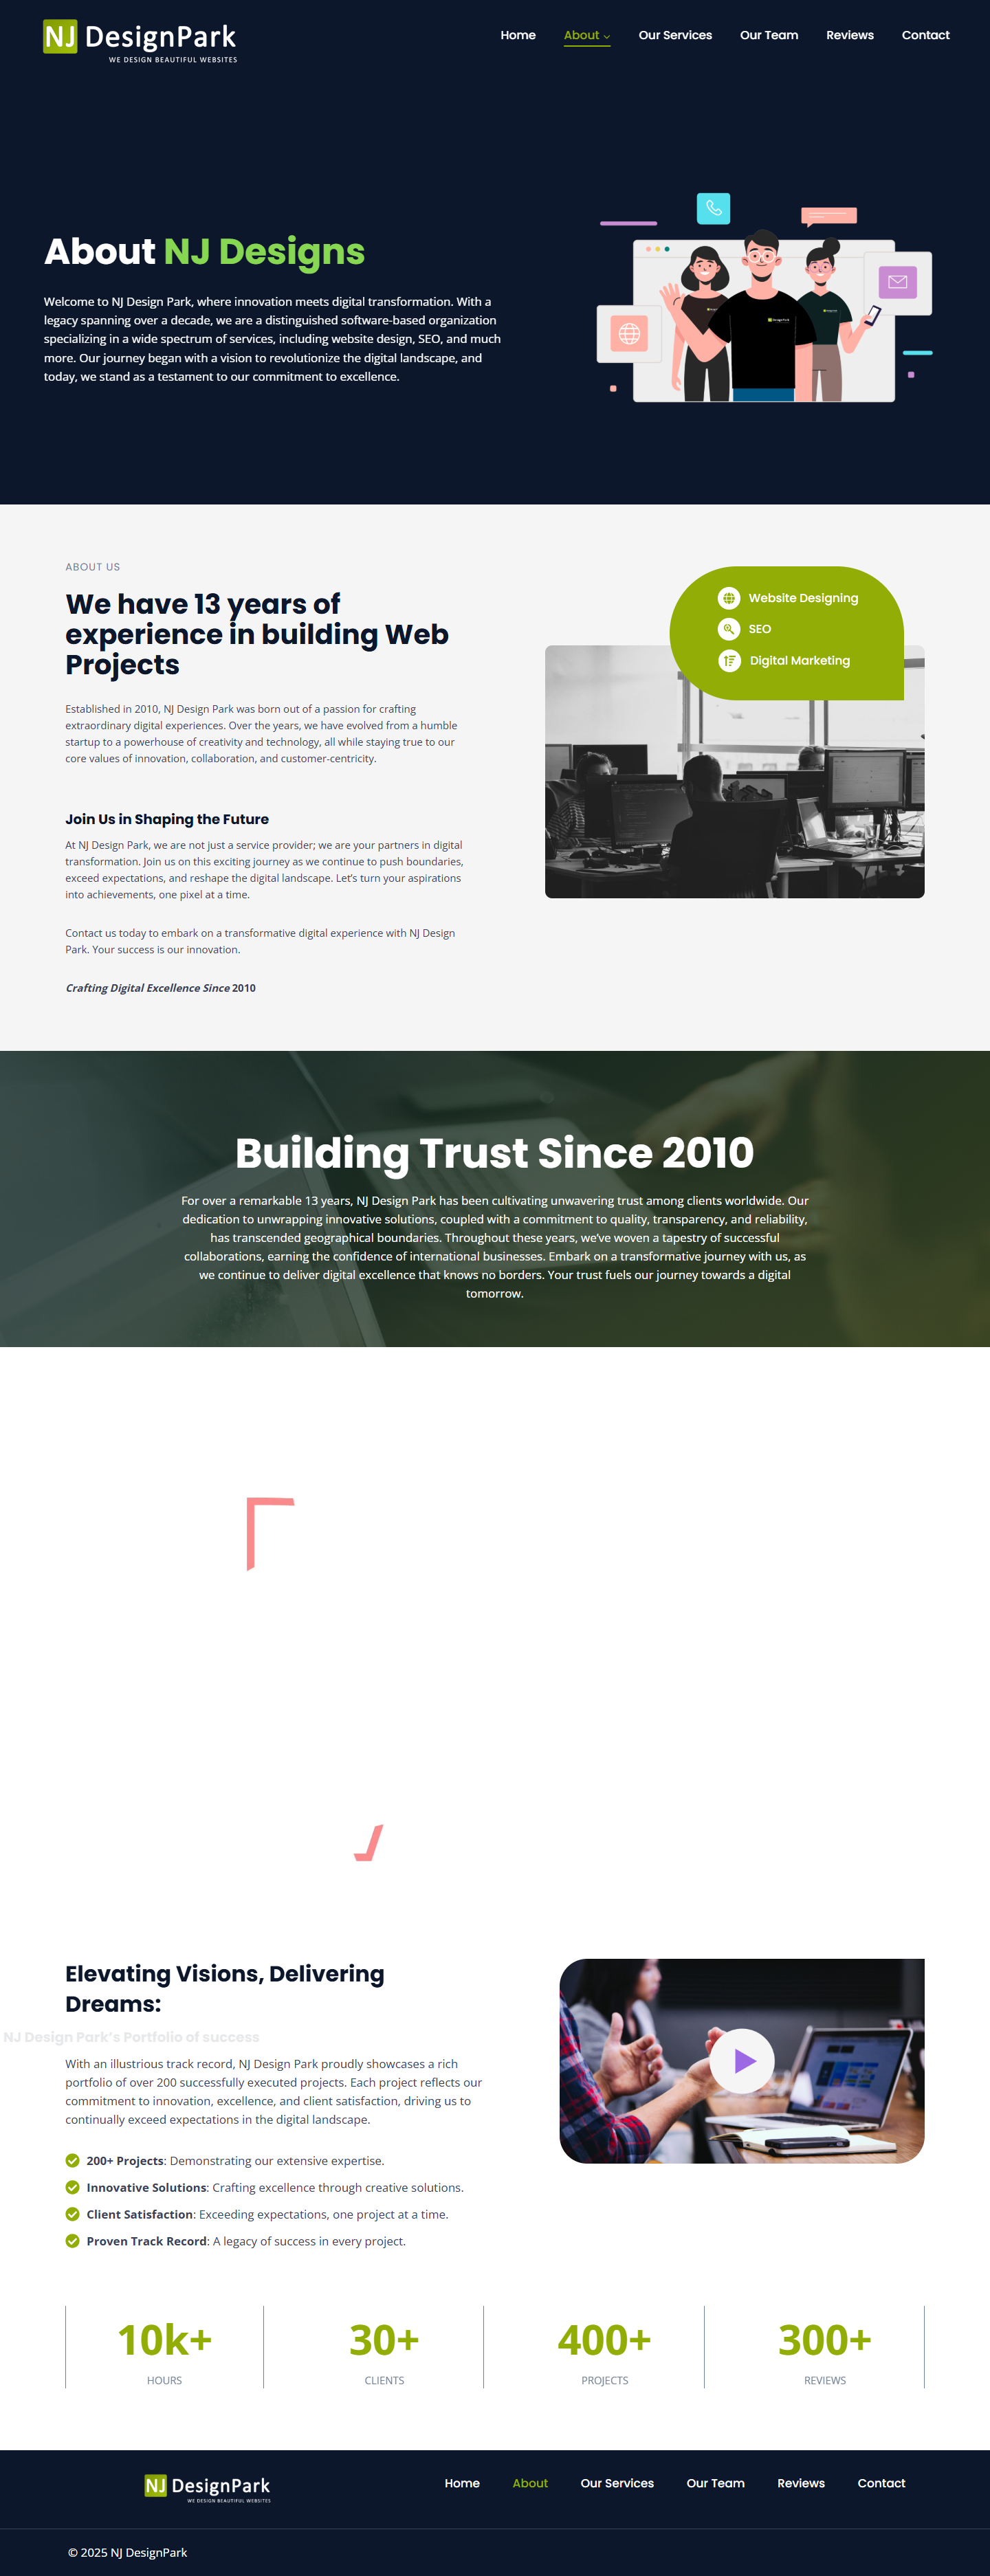 NJ DesignPark
WE DESIGN BEAUTIFUL WEBSITES
Home About Our Services Our Team Reviews Contact
About NJ Designs
Welcome to NJ Design Park, where innovation meets digital transformation. With a
legacy spanning over a decade, we are a distinguished software-based organization
specializing in a wide spectrum of services, including website design, SEO, and much
more. Our journey began with a vision to revolutionize the digital landscape, and
today, we stand as a testament to our commitment to excellence.
ABOUT US
We have 13 years of
experience in building Web
Projects
Established in 2010, NJ Design Park was born out of a passion for crafting
extraordinary digital experiences. Over the years, we have evolved from a humble
startup to a powerhouse of creativity and technology, all while staying true to our
core values of innovation, collaboration, and customer-centricity.
Join Us in Shaping the Future
At NJ Design Park, we are not just a service provider; we are your partners in digital
transformation. Join us on this exciting journey as we continue to push boundaries,
exceed expectations, and reshape the digital landscape. Let’s turn your aspirations
into achievements, one pixel at a time.
Contact us today to embark on a transformative digital experience with NJ Design
Park. Your success is our innovation.
Crafting Digital Excellence Since 2010
Website Designing
SEO
Digital Marketing
Building Trust Since 2010
For over a remarkable 13 years, NJ Design Park has been cultivating unwavering trust among clients worldwide. Our
dedication to unwrapping innovative solutions, coupled with a commitment to quality, transparency, and reliability,
has transcended geographical boundaries. Throughout these years, we’ve woven a tapestry of successful
collaborations, earning the confidence of international businesses. Embark on a transformative journey with us, as
we continue to deliver digital excellence that knows no borders. Your trust fuels our journey towards a digital
tomorrow.
Elevating Visions, Delivering
Dreams:
NJ Design Park’s Portfolio of success
With an illustrious track record, NJ Design Park proudly showcases a rich
portfolio of over 200 successfully executed projects. Each project reflects our
commitment to innovation, excellence, and client satisfaction, driving us to
continually exceed expectations in the digital landscape.
200+ Projects: Demonstrating our extensive expertise.
Innovative Solutions: Crafting excellence through creative solutions.
Client Satisfaction: Exceeding expectations, one project at a time.
Proven Track Record: A legacy of success in every project.
10k+
HOURS
30+
CLIENTS
400+
PROJECTS
300+
REVIEWS
NJ DesignPark
WE DESIGN BEAUTIFUL WEBSITES
Home About Our Services Our Team Reviews Contact
© 2025 NJ DesignPark